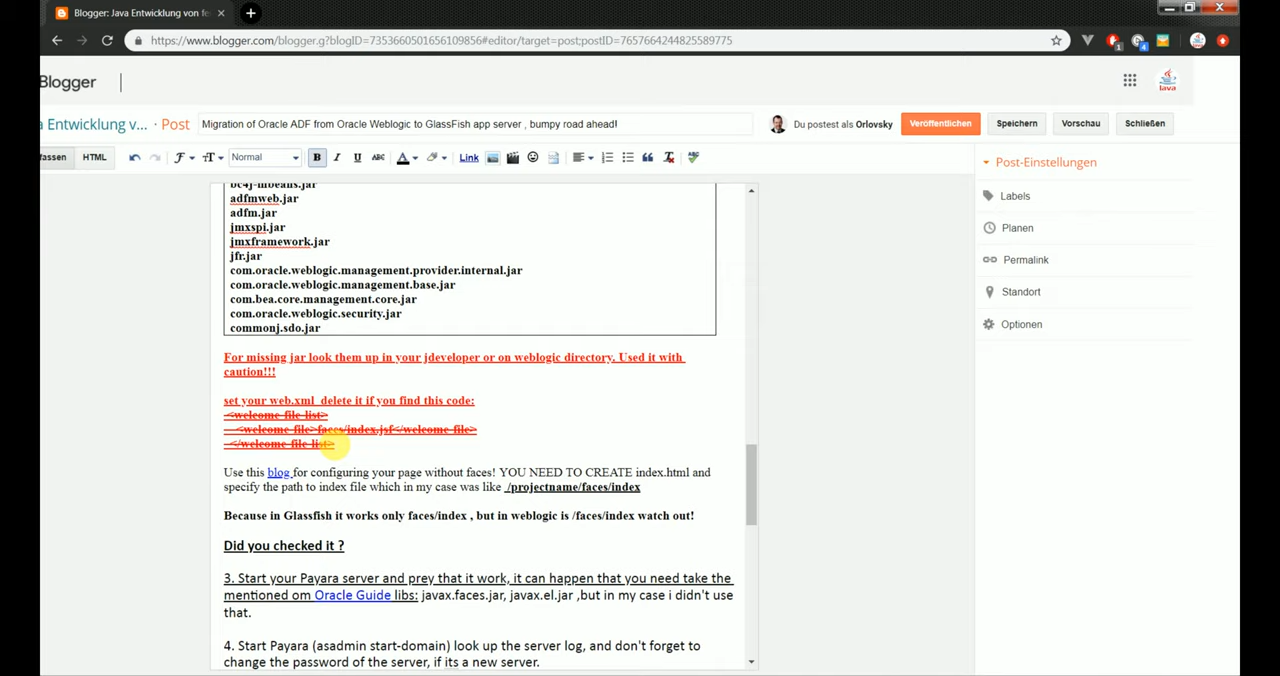 Blogger: Java Entwicklung von fe
https://www.blogger.com/blogger.g?blogID=7353660501656109856#editor/target=post;postID=7657664244825589775
Blogger
a Entwicklung v... · Post
Migration of Oracle ADF from Oracle Weblogic to GlassFish app server , bumpy road ahead!
Du postest als Orlovsky
Veröffentlichen
Speichern
Vorschau
Schließen
assen
HTML
Normal
B I U ABC A
Link
Post-Einstellungen
Labels
Planen
Permalink
Standort
Optionen
bc4j-mbeans.jar
adfmweb.jar
adfm.jar
jmxspi.jar
jmxframework.jar
jfr.jar
com.oracle.weblogic.management.provider.internal.jar
com.oracle.weblogic.management.base.jar
com.bea.core.management.core.jar
com.oracle.weblogic.security.jar
commonj.sdo.jar
For missing jar look them up in your jdeveloper or on weblogic directory. Used it with
caution!!!
set your web.xml delete it if you find this code:
<welcome-file-list>
<welcome-file>faces/index.jsf</welcome-file>
</welcome-file-list>
Use this blog for configuring your page without faces! YOU NEED TO CREATE index.html and
specify the path to index file which in my case was like /projectname/faces/index
Because in Glassfish it works only faces/index , but in weblogic is /faces/index watch out!
Did you checked it ?
3. Start your Payara server and prey that it work, it can happen that you need take the
mentioned om Oracle Guide libs: javax.faces.jar, javax.el.jar ,but in my case i didn't use
that.
4. Start Payara (asadmin start-domain) look up the server log, and don't forget to
change the password of the server, if its a new server.